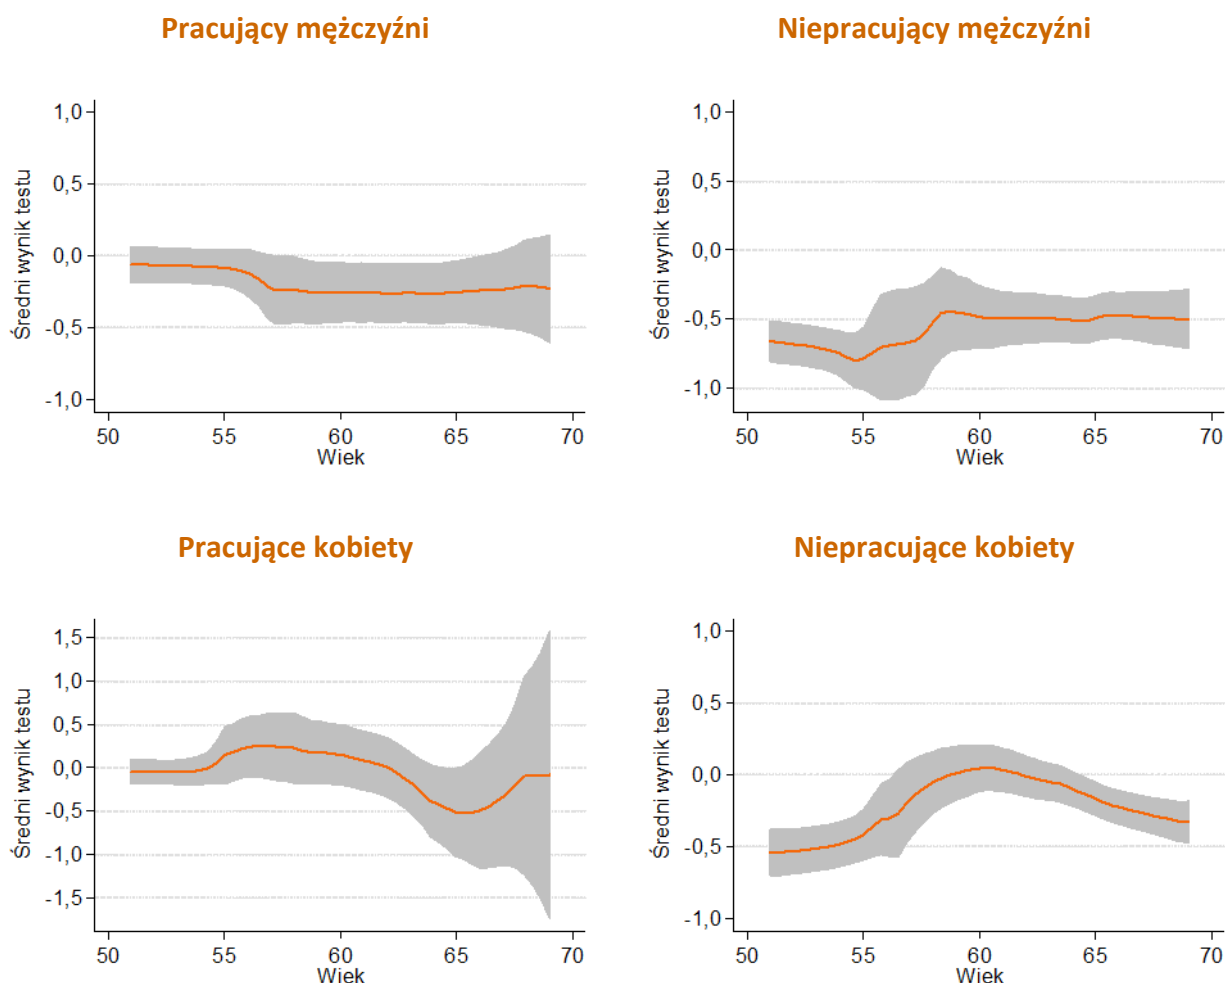 Pracujący mężczyźni
1,0
0,5
0,0
-0,5
-1,0
Średni wynik testu
50 55 60 65 70
Wiek
Niepracujący mężczyźni
1,0
0,5
0,0
-0,5
-1,0
Średni wynik testu
50 55 60 65 70
Wiek
Pracujące kobiety
1,5
1,0
0,5
0,0
-0,5
-1,0
-1,5
Średni wynik testu
50 55 60 65 70
Wiek
Niepracujące kobiety
1,0
0,5
0,0
-0,5
-1,0
Średni wynik testu
50 55 60 65 70
Wiek